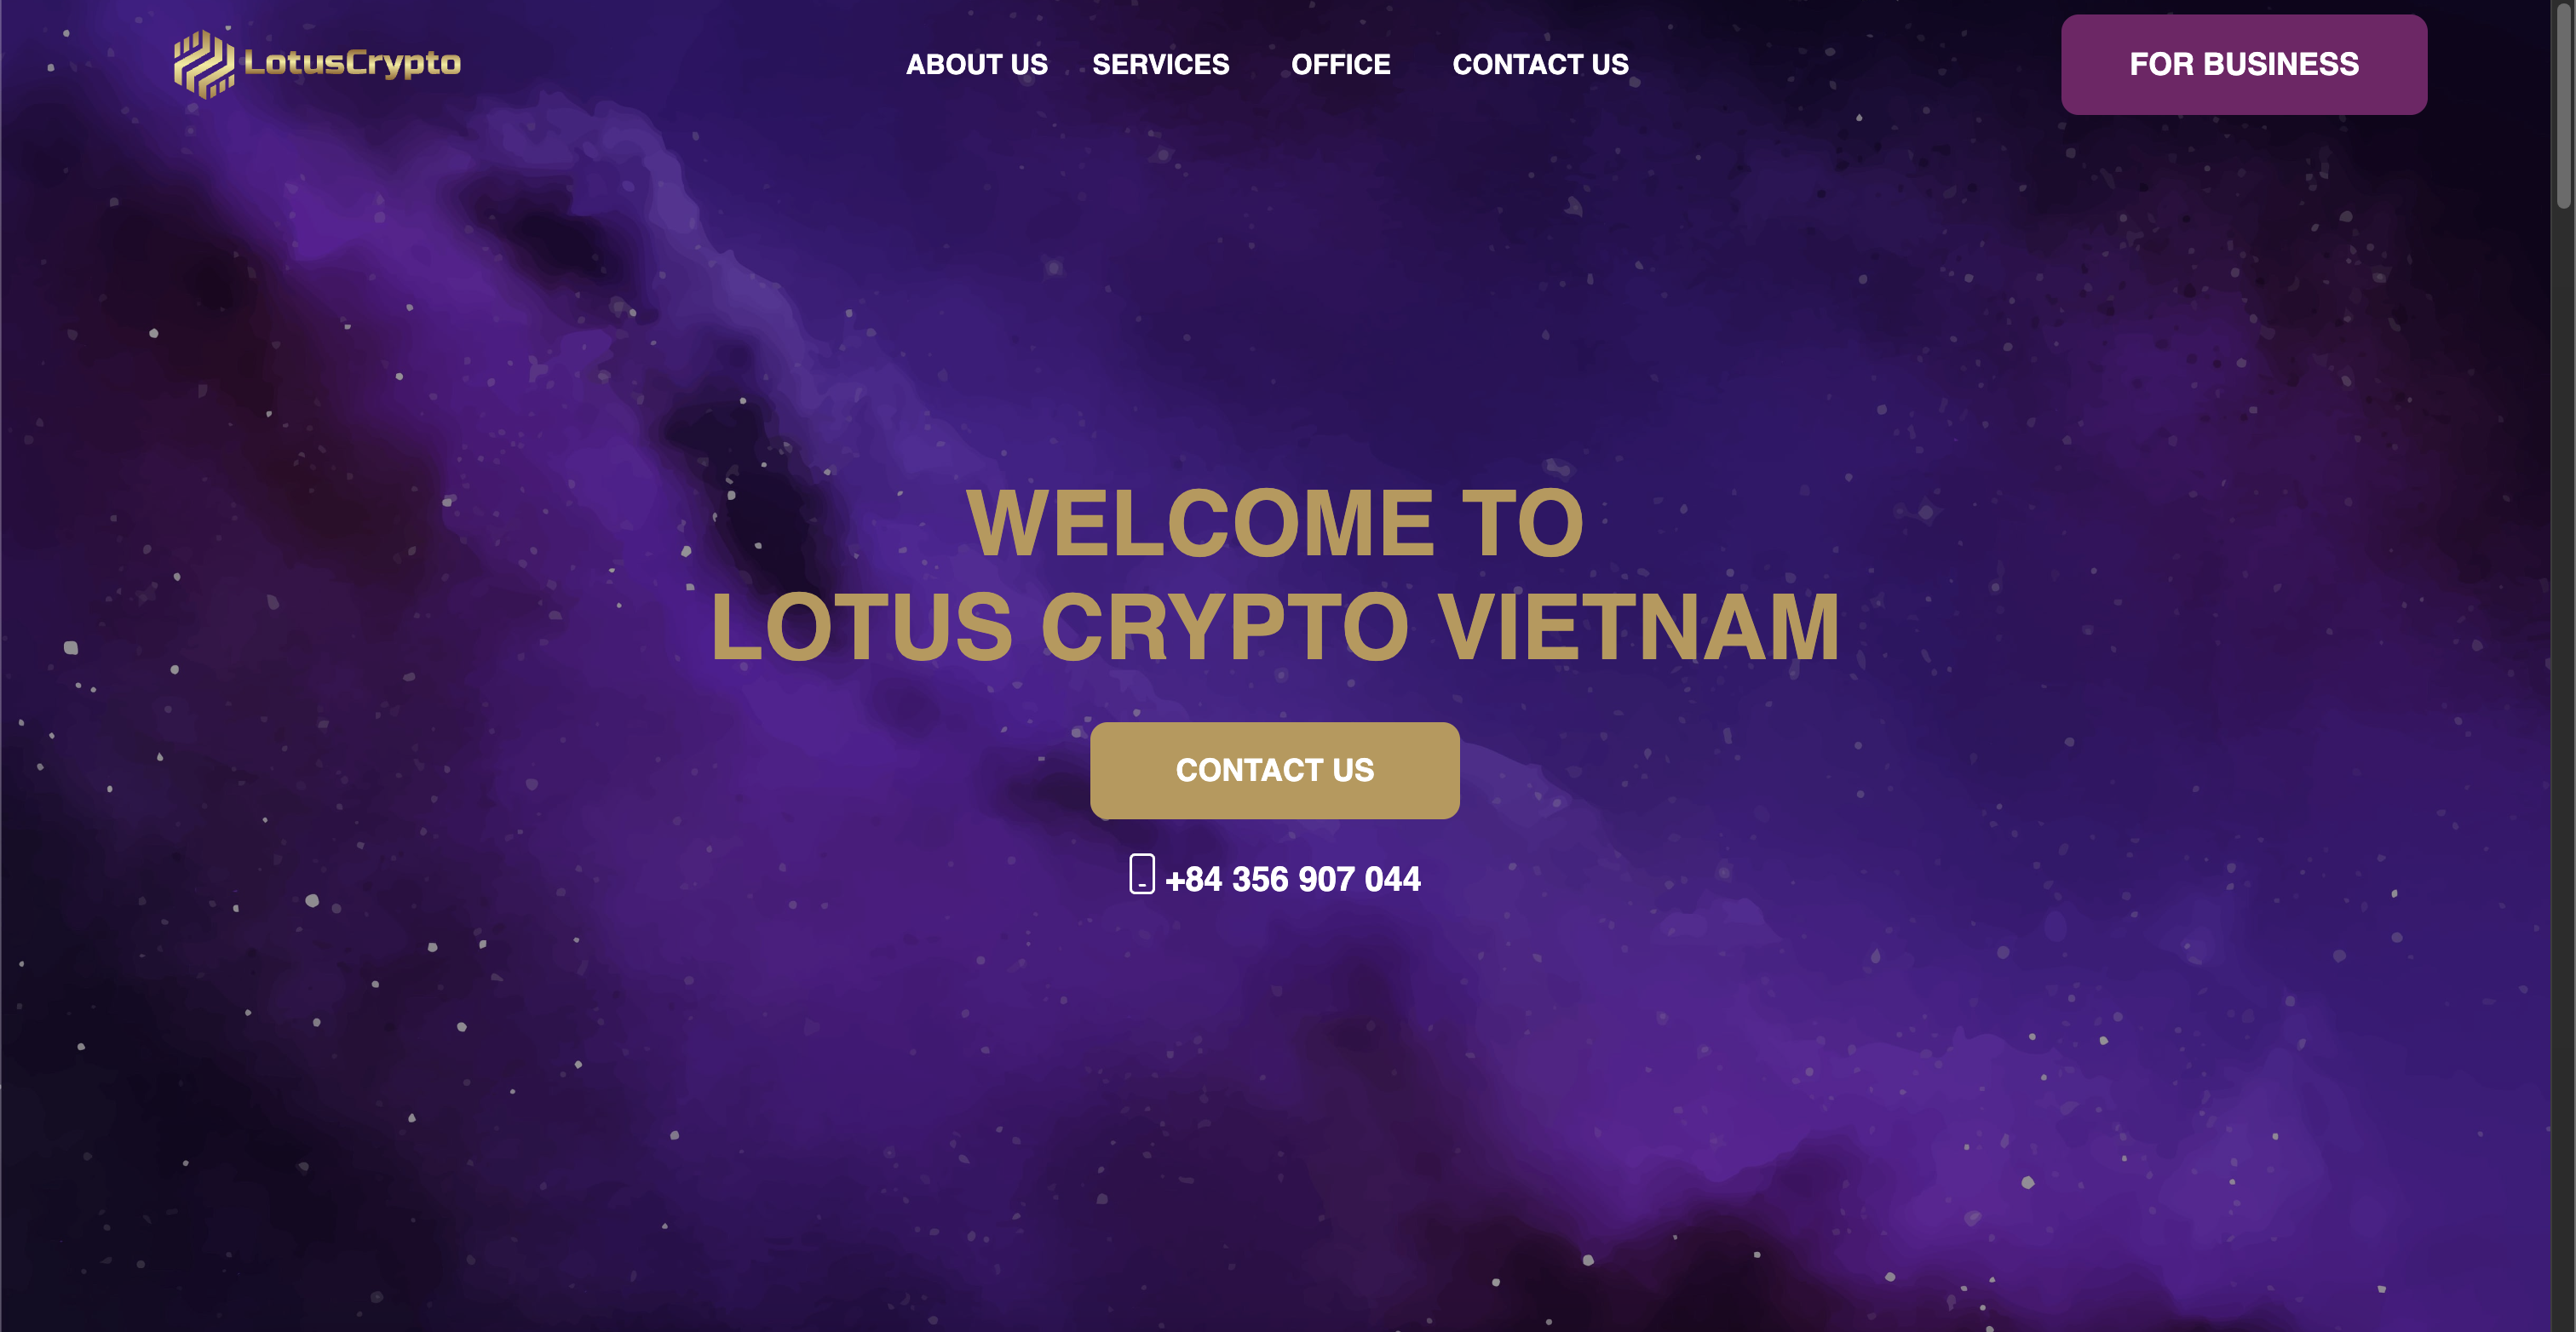 LotusCrypto
ABOUT US
SERVICES
OFFICE
CONTACT US
FOR BUSINESS
WELCOME TO
LOTUS CRYPTO VIETNAM
CONTACT US
+84 356 907 044